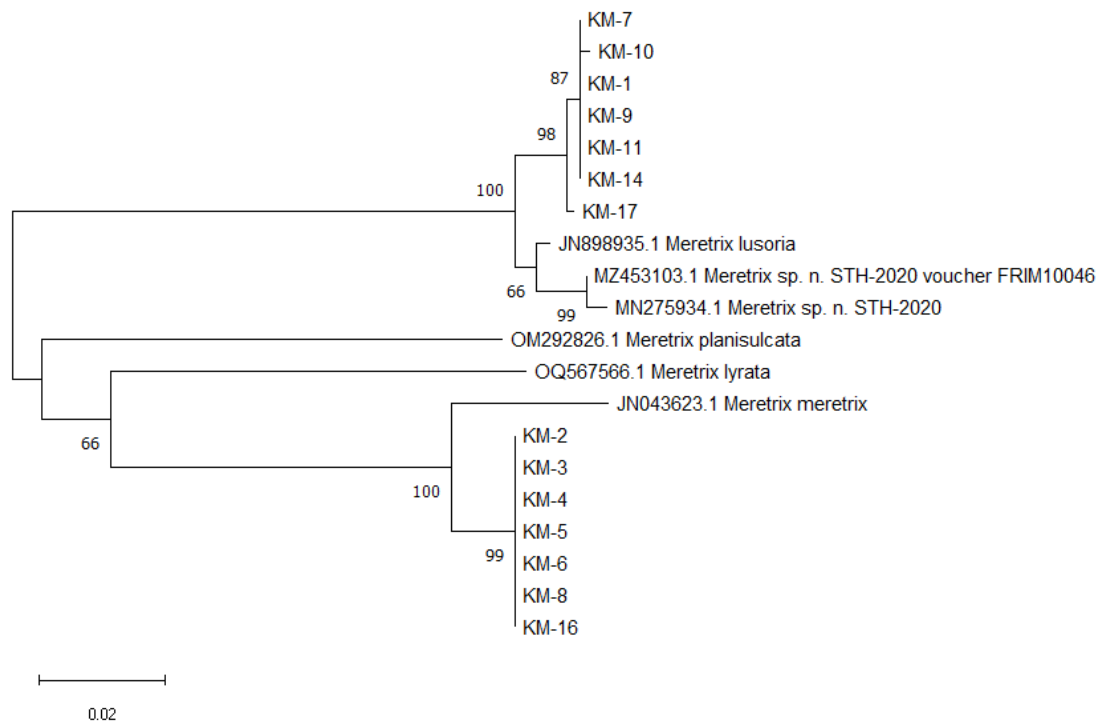 KM-7
KM-10
87
KM-1
KM-9
98
KM-11
KM-14
100
KM-17
JN898935.1 Meretrix lusoria
MZ453103.1 Meretrix sp. n. STH-2020 voucher FRIM10046
66
MN275934.1 Meretrix sp. n. STH-2020
99
OM292826.1 Meretrix planisulcata
OQ567566.1 Meretrix lyrata
JN043623.1 Meretrix meretrix
66
KM-2
KM-3
100
KM-4
KM-5
99
KM-6
KM-8
KM-16
0.02